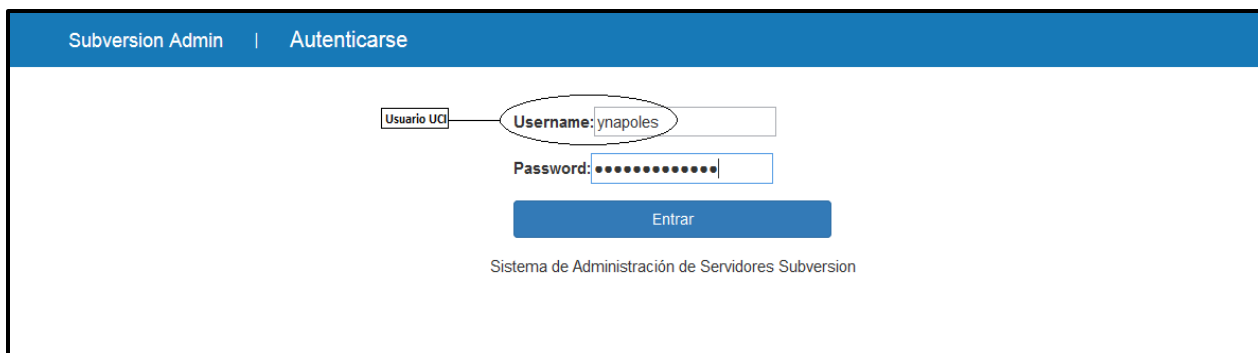 Subversion Admin | Autenticarse
Usuario UCI
Username: ynapoles
Password: •••••••••••••
Entrar
Sistema de Administración de Servidores Subversion